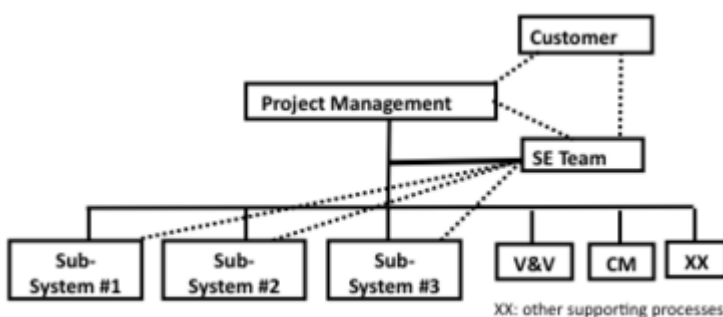 Customer
Project Management
SE Team
Sub-
System #1
Sub-
System #2
Sub-
System #3
V&V
CM
XX
XX: other supporting processes